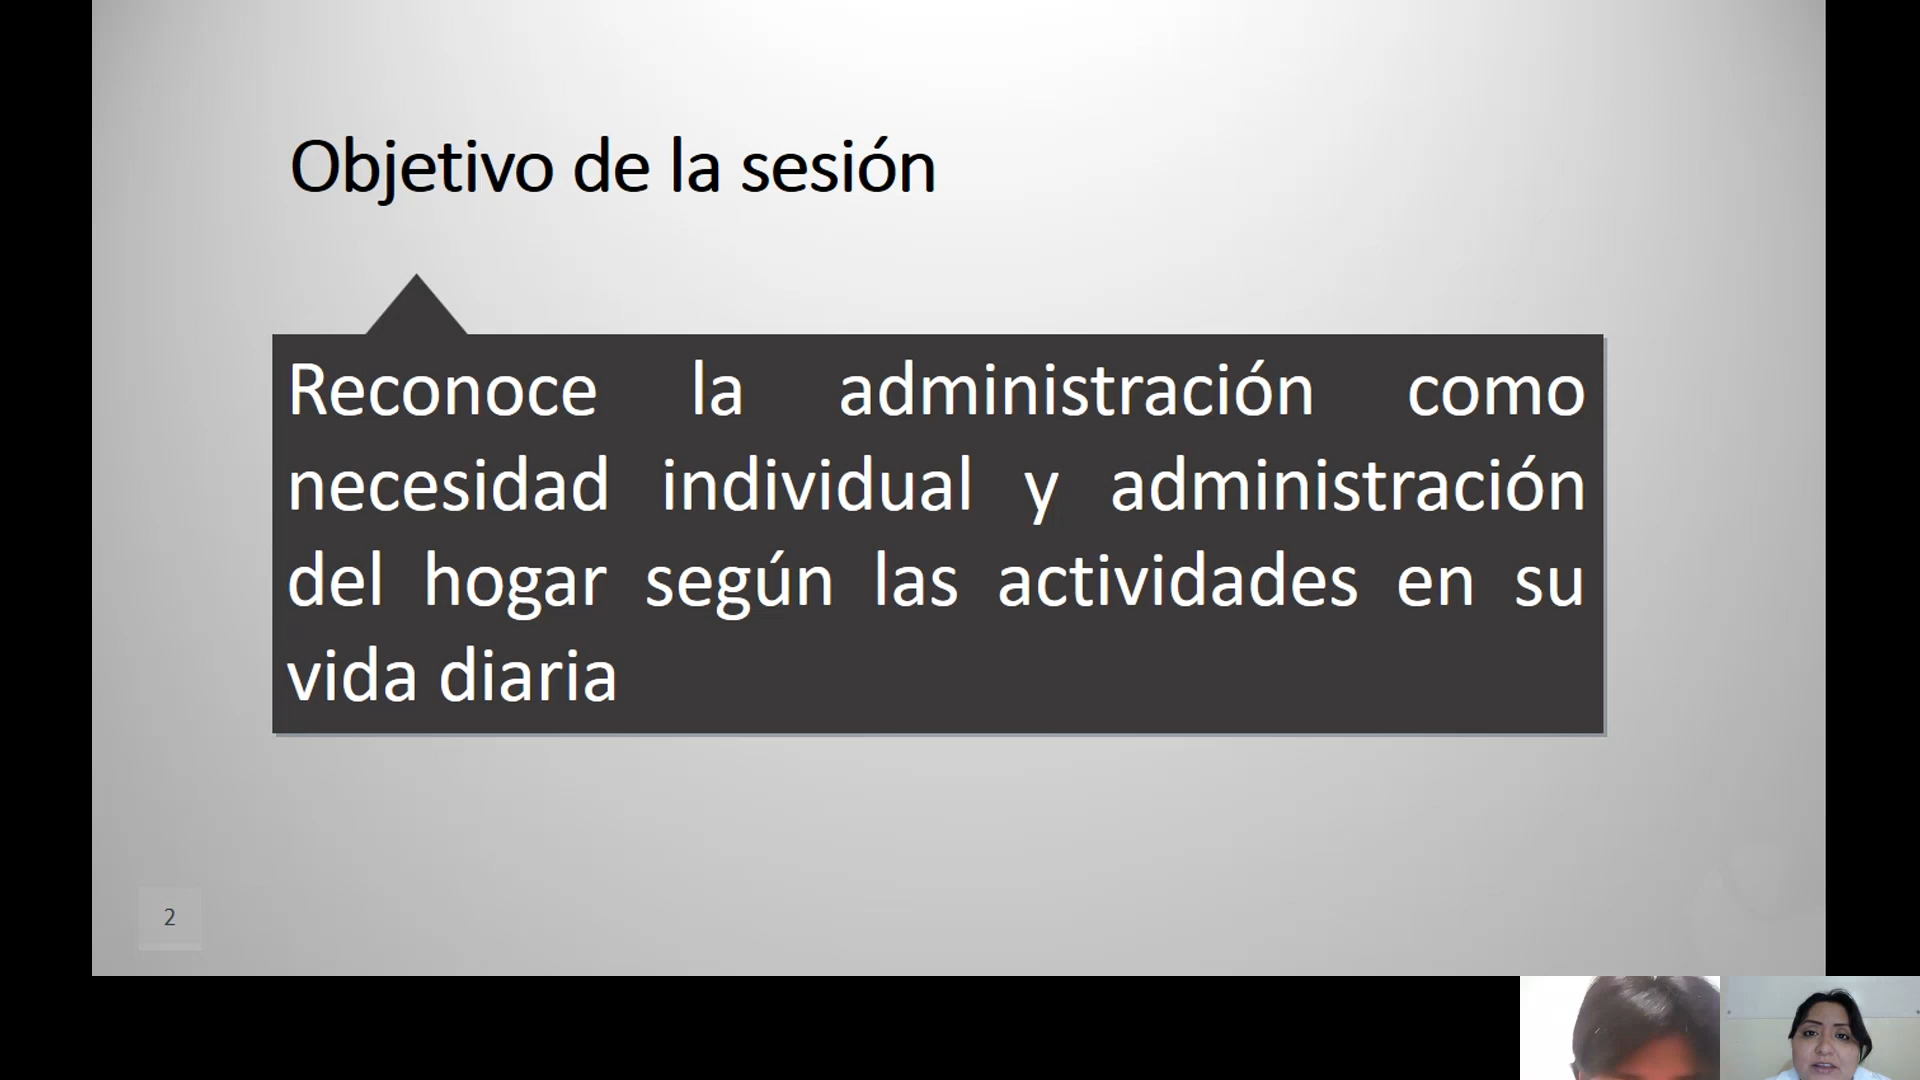 Objetivo de la sesión
Reconoce la administración como
necesidad individual y administración
del hogar según las actividades en su
vida diaria
2